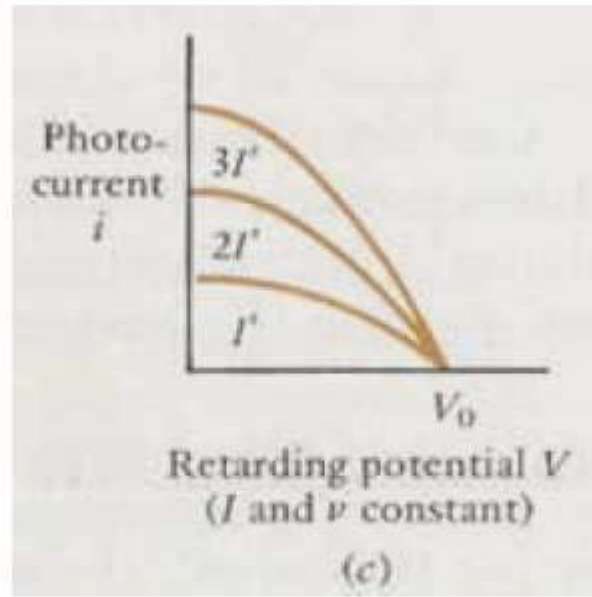 Photo-
current
i
3I'
2I'
I'
V₀
Retarding potential V
(I and ν constant)
(c)